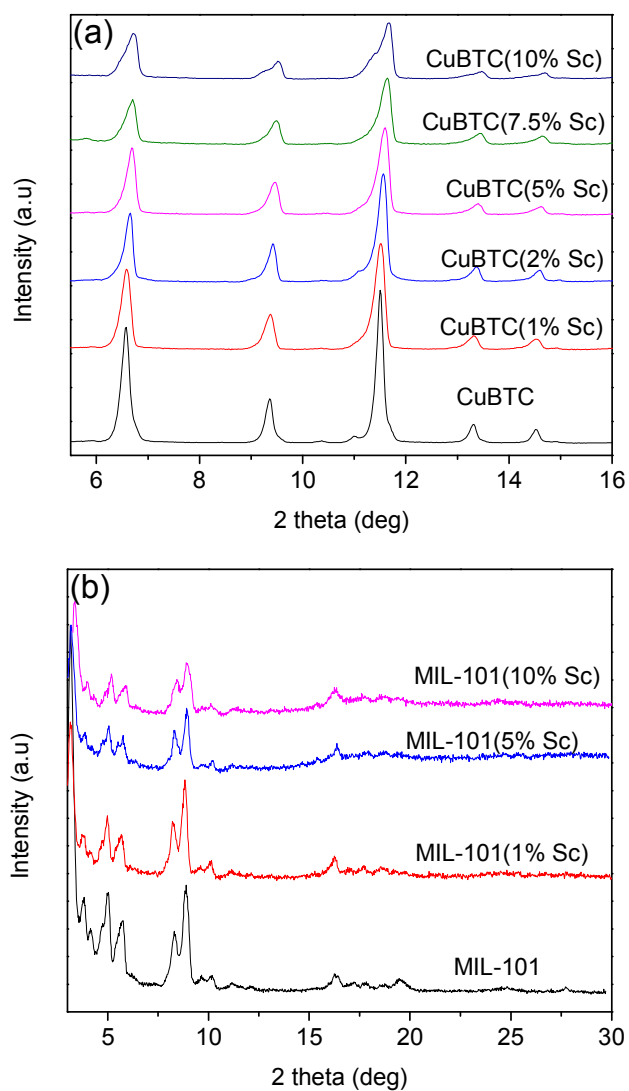 (a)
CuBTC(10% Sc)
CuBTC(7.5% Sc)
CuBTC(5% Sc)
CuBTC(2% Sc)
CuBTC(1% Sc)
CuBTC
Intensity (a.u)
6 8 10 12 14 16
2 theta (deg)
(b)
MIL-101(10% Sc)
MIL-101(5% Sc)
MIL-101(1% Sc)
MIL-101
Intensity (a.u)
5 10 15 20 25 30
2 theta (deg)